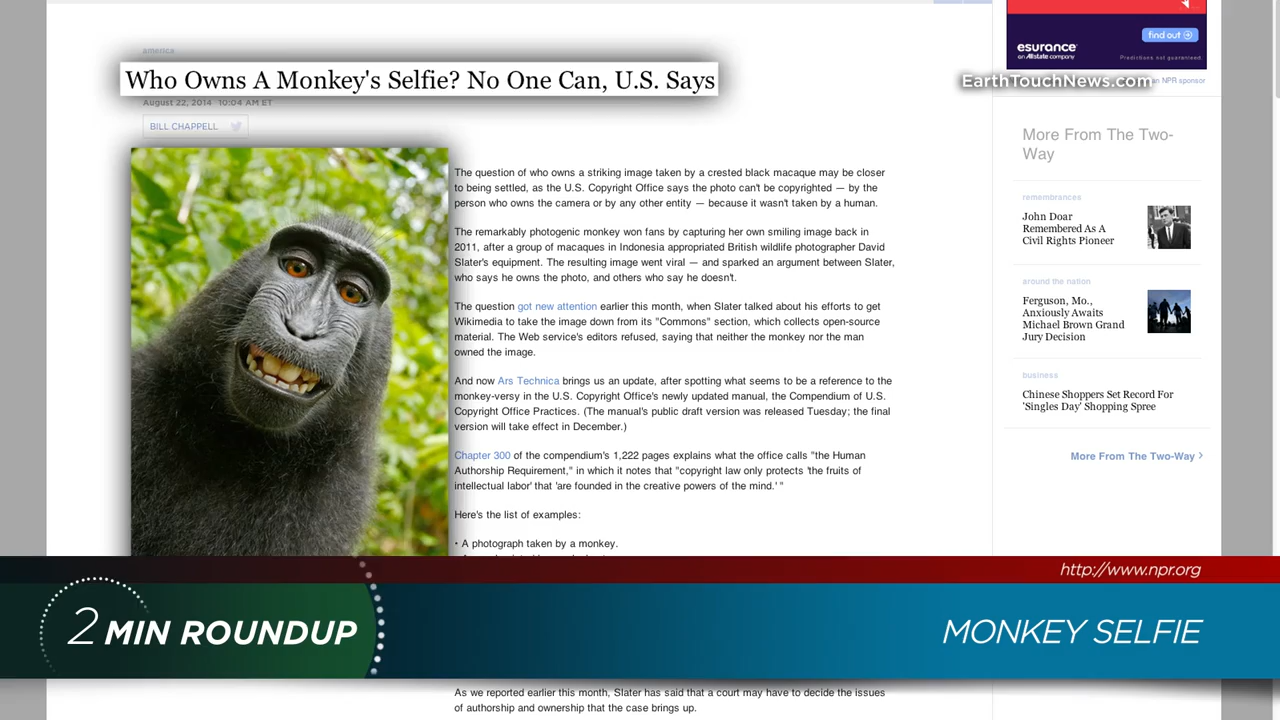 america
Who Owns A Monkey's Selfie? No One Can, U.S. Says
August 22, 2014 10:04 AM ET
BILL CHAPPELL
The question of who owns a striking image taken by a crested black macaque may be closer
to being settled, as the U.S. Copyright Office says the photo can't be copyrighted — by the
person who owns the camera or by any other entity — because it wasn't taken by a human.
The remarkably photogenic monkey won fans by capturing her own smiling image back in
2011, after a group of macaques in Indonesia appropriated British wildlife photographer David
Slater's equipment. The resulting image went viral — and sparked an argument between Slater,
who says he owns the photo, and others who say he doesn't.
The question got new attention earlier this month, when Slater talked about his efforts to get
Wikimedia to take the image down from its "Commons" section, which collects open-source
material. The Web service's editors refused, saying that neither the monkey nor the man
owned the image.
And now Ars Technica brings us an update, after spotting what seems to be a reference to the
monkey-versy in the U.S. Copyright Office's newly updated manual, the Compendium of U.S.
Copyright Office Practices. (The manual's public draft version was released Tuesday; the final
version will take effect in December.)
Chapter 300 of the compendium's 1,222 pages explains what the office calls "the Human
Authorship Requirement," in which it notes that "copyright law only protects 'the fruits of
intellectual labor' that 'are founded in the creative powers of the mind.' "
Here's the list of examples:
• A photograph taken by a monkey.
As we reported earlier this month, Slater has said that a court may have to decide the issues
of authorship and ownership that the case brings up.
esurance
an Allstate company
find out
Predictions not guaranteed.
EarthTouchNews.com
an NPR sponsor
More From The Two-
Way
remembrances
John Doar
Remembered As A
Civil Rights Pioneer
around the nation
Ferguson, Mo.,
Anxiously Awaits
Michael Brown Grand
Jury Decision
business
Chinese Shoppers Set Record For
'Singles Day' Shopping Spree
More From The Two-Way
http://www.npr.org
2 MIN ROUNDUP
MONKEY SELFIE